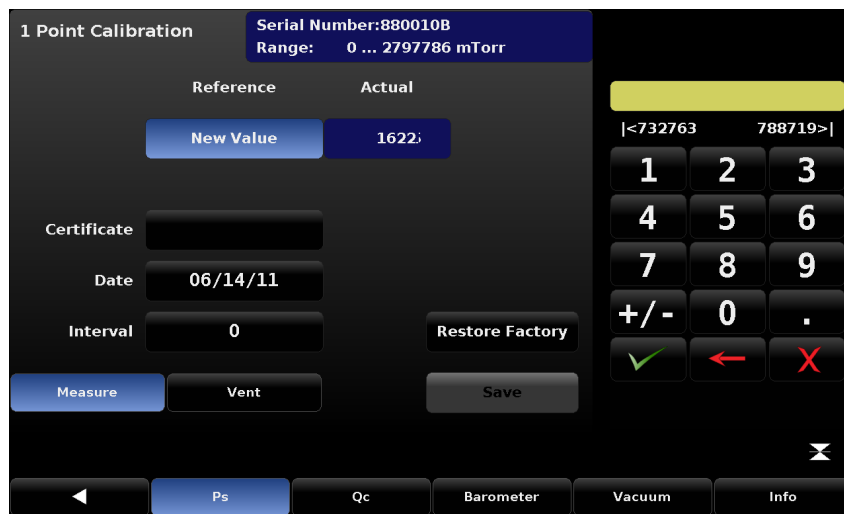 1 Point Calibration
Serial Number:880010B
Range: 0 ... 2797786 mTorr
Reference Actual
New Value
|<732763 788719>|
1 2 3
4 5 6
7 8 9
+/- 0 .
Certificate
Date 06/14/11
Interval 0
Restore Factory
Measure Vent Save
Ps Qc Barometer Vacuum Info